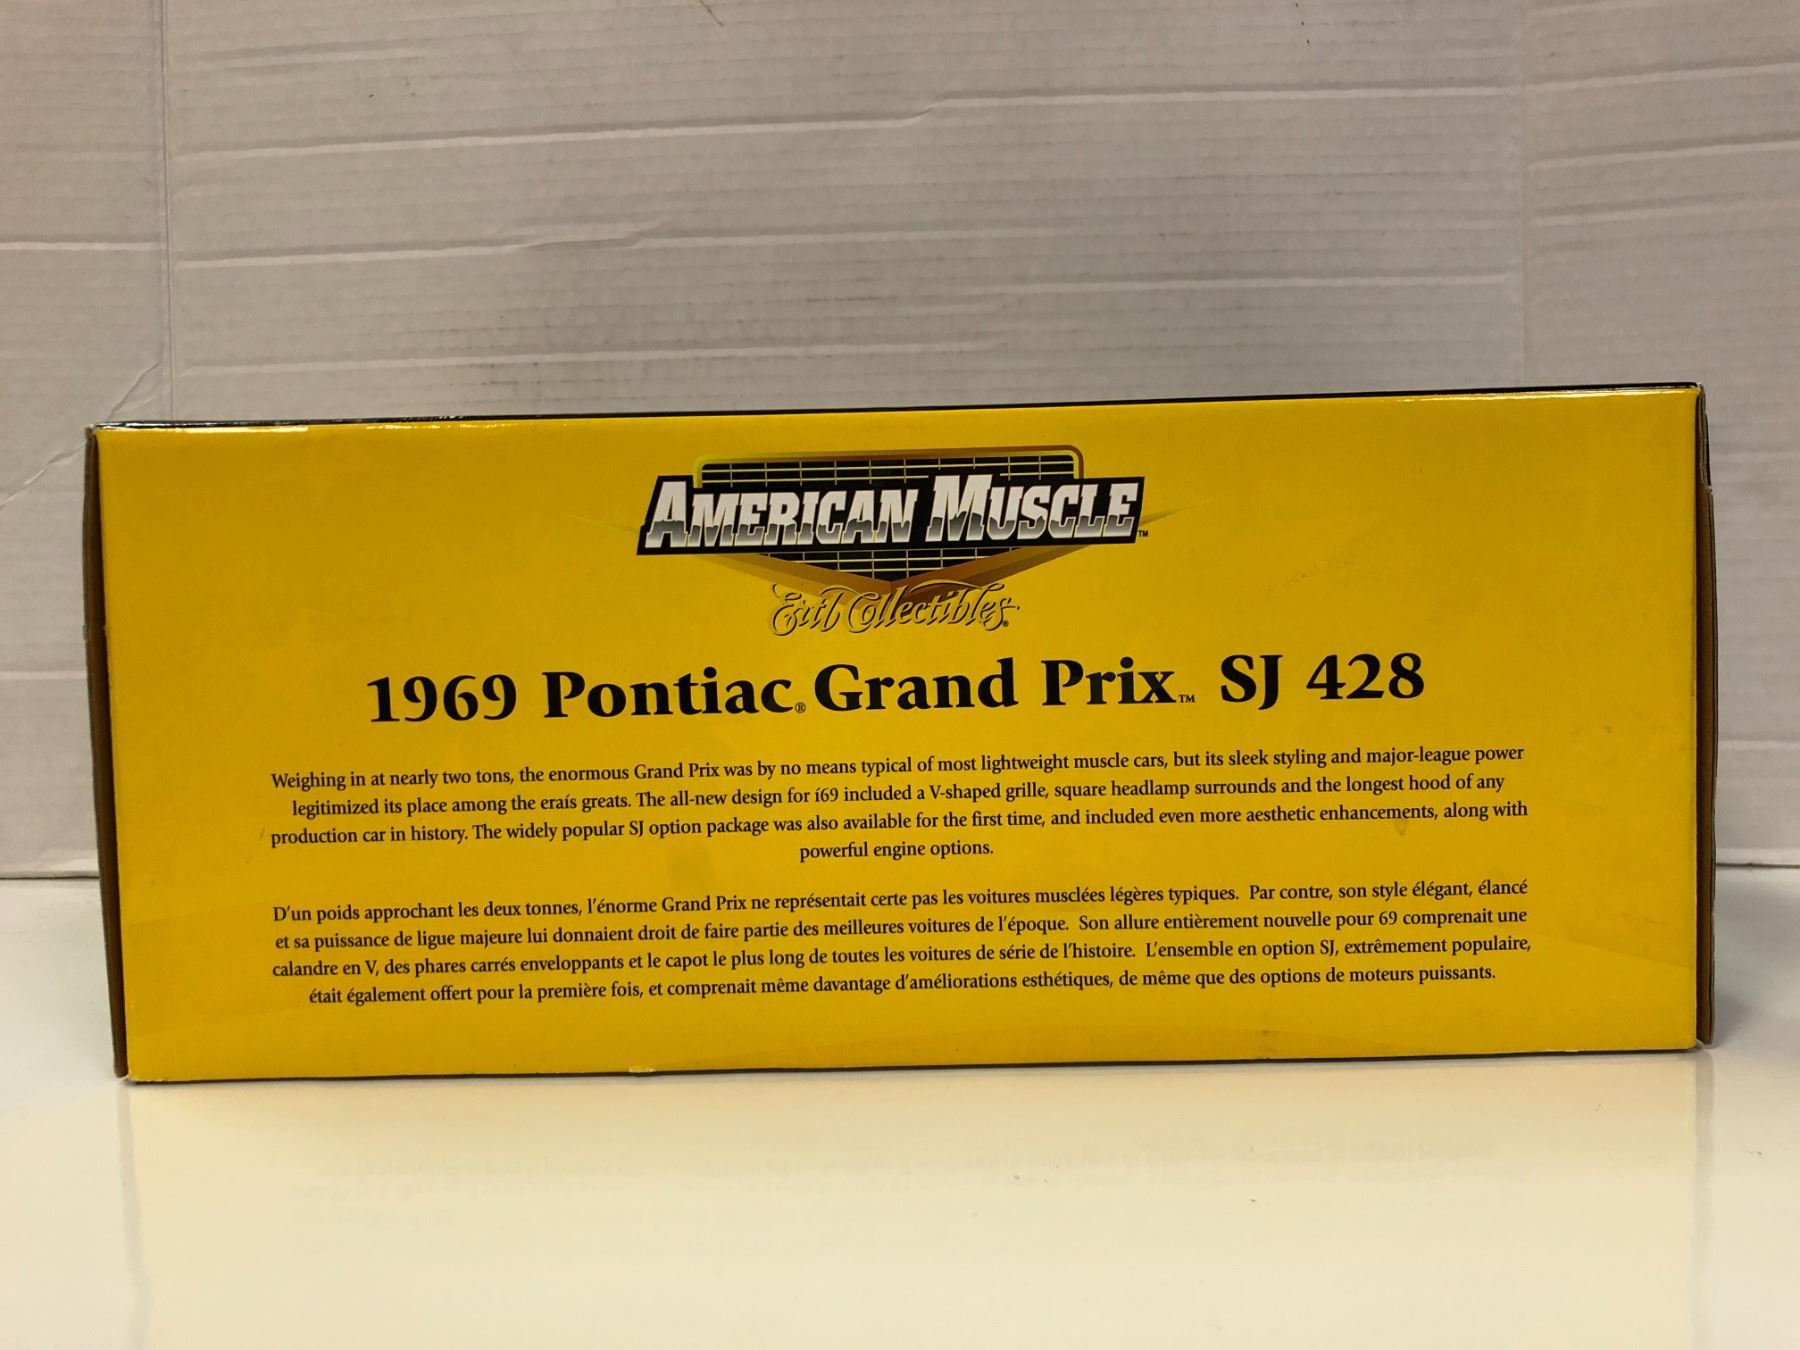 AMERICAN MUSCLE™
Ertl Collectibles®
1969 Pontiac® Grand Prix™ SJ 428
Weighing in at nearly two tons, the enormous Grand Prix was by no means typical of most lightweight muscle cars, but its sleek styling and major-league power
legitimized its place among the eraís greats. The all-new design for í69 included a V-shaped grille, square headlamp surrounds and the longest hood of any
production car in history. The widely popular SJ option package was also available for the first time, and included even more aesthetic enhancements, along with
powerful engine options.
D'un poids approchant les deux tonnes, l'énorme Grand Prix ne représentait certe pas les voitures musclées légères typiques. Par contre, son style élégant, élancé
et sa puissance de ligue majeure lui donnaient droit de faire partie des meilleures voitures de l'époque. Son allure entièrement nouvelle pour 69 comprenait une
calandre en V, des phares carrés enveloppants et le capot le plus long de toutes les voitures de série de l'histoire. L'ensemble en option SJ, extrêmement populaire,
était également offert pour la première fois, et comprenait même davantage d'améliorations esthétiques, de même que des options de moteurs puissants.